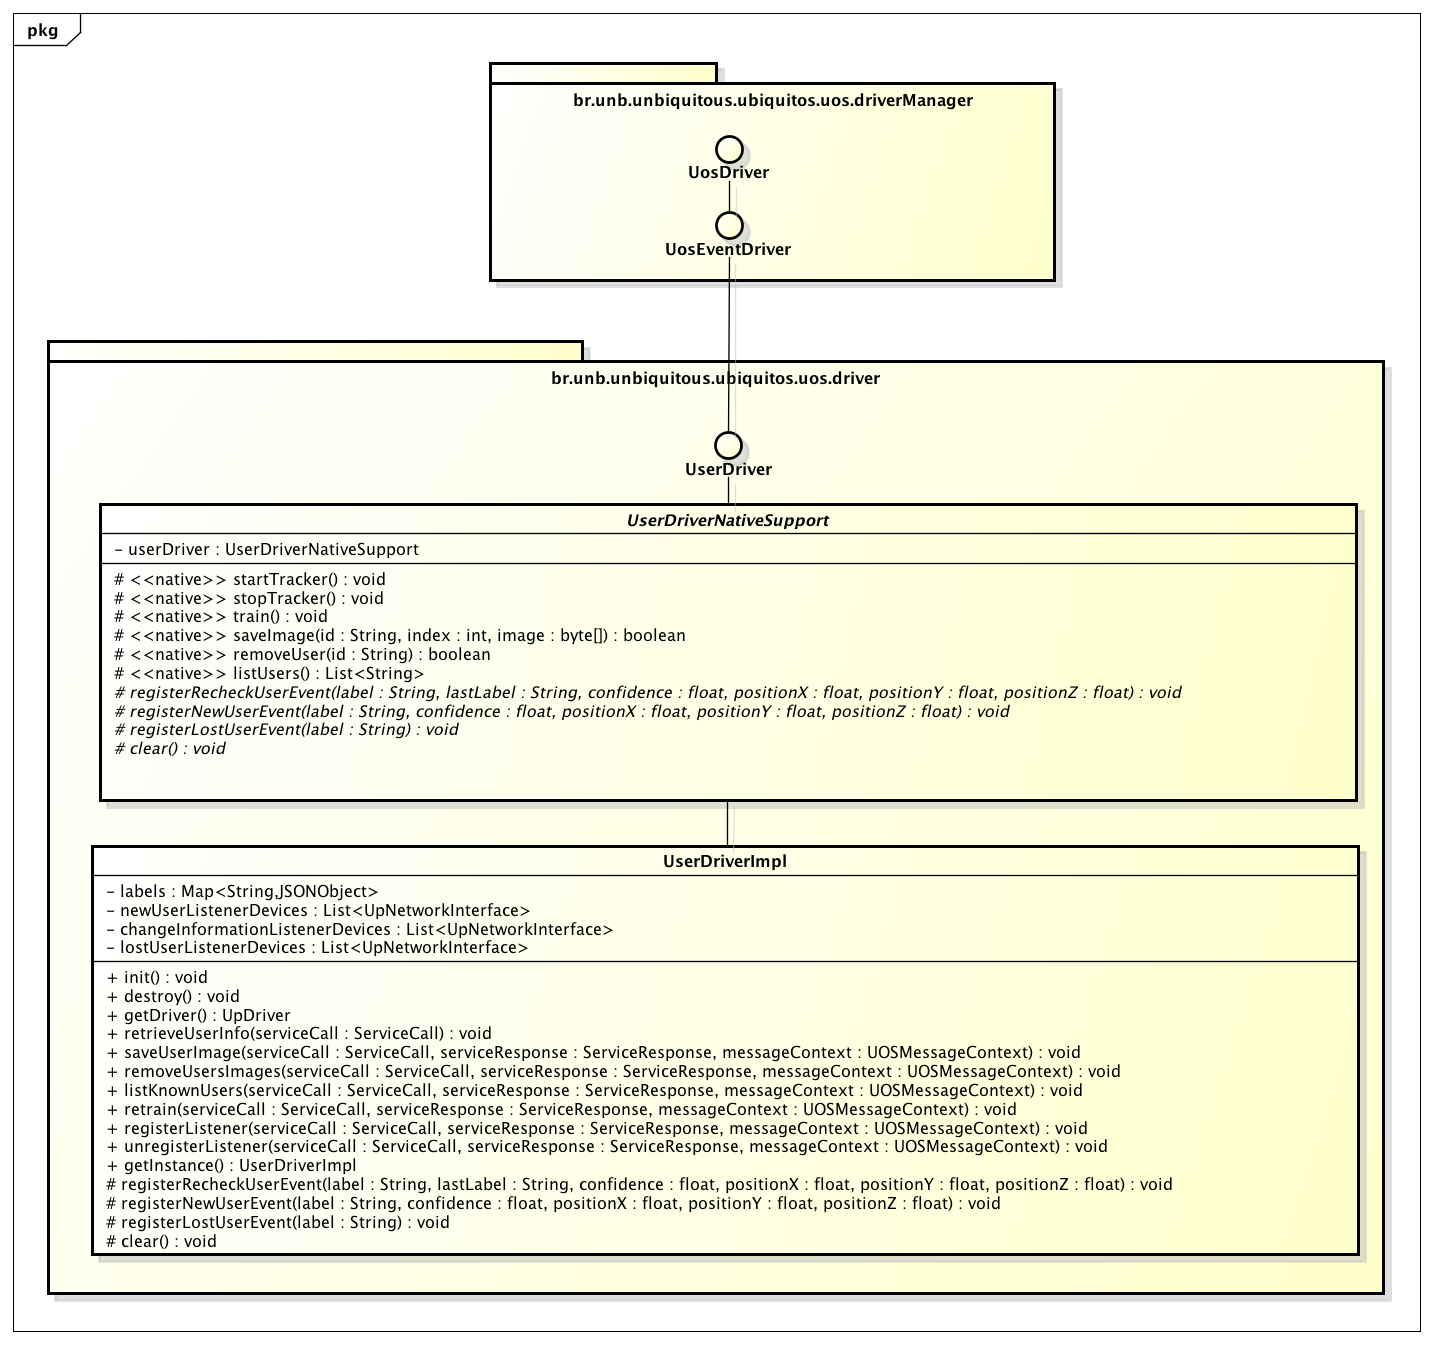 pkg
br.unb.unbiquitous.ubiquitos.uos.driverManager
UosDriver
UosEventDriver
br.unb.unbiquitous.ubiquitos.uos.driver
UserDriver
UserDriverNativeSupport
- userDriver : UserDriverNativeSupport
# <<native>> startTracker() : void
# <<native>> stopTracker() : void
# <<native>> train() : void
# <<native>> saveImage(id : String, index : int, image : byte[]) : boolean
# <<native>> removeUser(id : String) : boolean
# <<native>> listUsers() : List<String>
# registerRecheckUserEvent(label : String, lastLabel : String, confidence : float, positionX : float, positionY : float, positionZ : float) : void
# registerNewUserEvent(label : String, confidence : float, positionX : float, positionY : float, positionZ : float) : void
# registerLostUserEvent(label : String) : void
# clear() : void
UserDriverImpl
- labels : Map<String,JSONObject>
- newUserListenerDevices : List<UpNetworkInterface>
- changeInformationListenerDevices : List<UpNetworkInterface>
- lostUserListenerDevices : List<UpNetworkInterface>
+ init() : void
+ destroy() : void
+ getDriver() : UpDriver
+ retrieveUserInfo(serviceCall : ServiceCall) : void
+ saveUserImage(serviceCall : ServiceCall, serviceResponse : ServiceResponse, messageContext : UOSMessageContext) : void
+ removeUsersImages(serviceCall : ServiceCall, serviceResponse : ServiceResponse, messageContext : UOSMessageContext) : void
+ listKnownUsers(serviceCall : ServiceCall, serviceResponse : ServiceResponse, messageContext : UOSMessageContext) : void
+ retrain(serviceCall : ServiceCall, serviceResponse : ServiceResponse, messageContext : UOSMessageContext) : void
+ registerListener(serviceCall : ServiceCall, serviceResponse : ServiceResponse, messageContext : UOSMessageContext) : void
+ unregisterListener(serviceCall : ServiceCall, serviceResponse : ServiceResponse, messageContext : UOSMessageContext) : void
+ getInstance() : UserDriverImpl
# registerRecheckUserEvent(label : String, lastLabel : String, confidence : float, positionX : float, positionY : float, positionZ : float) : void
# registerNewUserEvent(label : String, confidence : float, positionX : float, positionY : float, positionZ : float) : void
# registerLostUserEvent(label : String) : void
# clear() : void